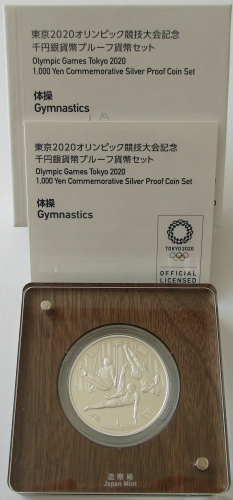 東京2020オリンピック競技大会記念
千円銀貨幣プルーフ貨幣セット
Olympic Games Tokyo 2020
1,000 Yen Commemorative Silver Proof Coin Set
体操
Gymnastics
東京2020オリンピック競技大会記念
千円銀貨幣プルーフ貨幣セット
Olympic Games Tokyo 2020
1,000 Yen Commemorative Silver Proof Coin Set
体操
Gymnastics
TOKYO 2020
OFFICIAL
LICENSED
造幣局
Japan Mint